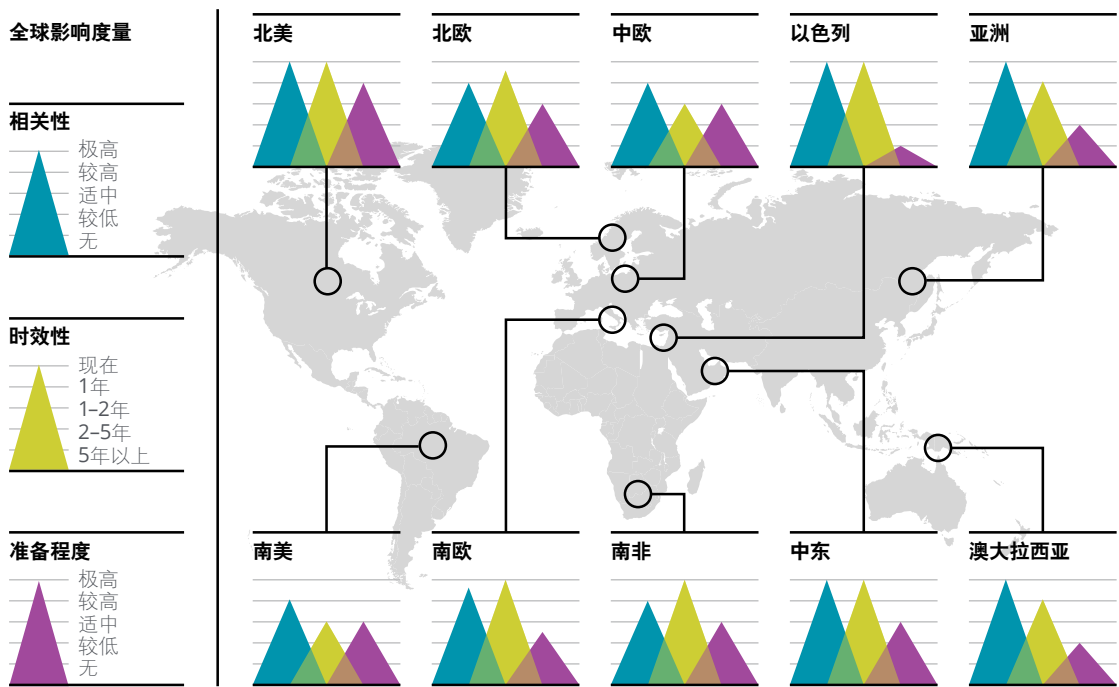 全球影响度量
相关性
极高
较高
适中
较低
无
时效性
现在
1年
1–2年
2–5年
5年以上
准备程度
极高
较高
适中
较低
无
北美
北欧
中欧
以色列
亚洲
南美
南欧
南非
中东
澳大拉西亚